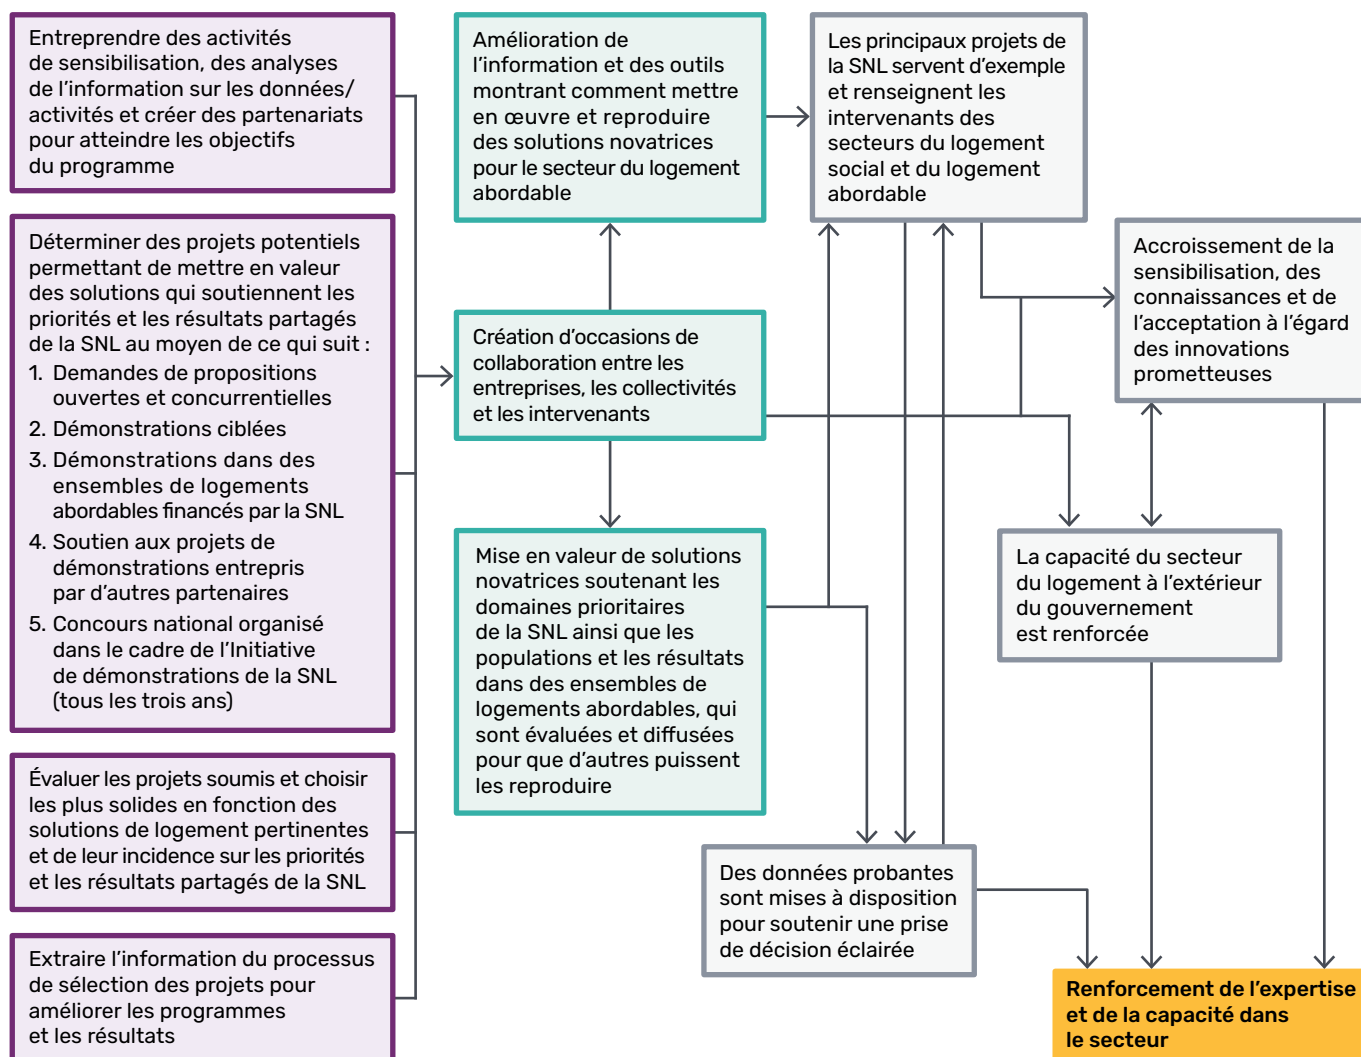 Entreprendre des activités
de sensibilisation, des analyses
de l’information sur les données/
activités et créer des partenariats
pour atteindre les objectifs
du programme
Déterminer des projets potentiels
permettant de mettre en valeur
des solutions qui soutiennent les
priorités et les résultats partagés
de la SNL au moyen de ce qui suit :
1. Demandes de propositions
ouvertes et concurrentielles
2. Démonstrations ciblées
3. Démonstrations dans des
ensembles de logements
abordables financés par la SNL
4. Soutien aux projets de
démonstrations entrepris
par d’autres partenaires
5. Concours national organisé
dans le cadre de l’Initiative
de démonstrations de la SNL
(tous les trois ans)
Évaluer les projets soumis et choisir
les plus solides en fonction des
solutions de logement pertinentes
et de leur incidence sur les priorités
et les résultats partagés de la SNL
Extraire l’information du processus
de sélection des projets pour
améliorer les programmes
et les résultats
Amélioration de
l’information et des outils
montrant comment mettre
en œuvre et reproduire
des solutions novatrices
pour le secteur du logement
abordable
Création d’occasions de
collaboration entre les
entreprises, les collectivités
et les intervenants
Mise en valeur de solutions
novatrices soutenant les
domaines prioritaires
de la SNL ainsi que les
populations et les résultats
dans des ensembles de
logements abordables, qui
sont évaluées et diffusées
pour que d’autres puissent
les reproduire
Les principaux projets de
la SNL servent d’exemple
et renseignent les
intervenants des
secteurs du logement
social et du logement
abordable
Accroissement de la
sensibilisation, des
connaissances et de
l’acceptation à l’égard
des innovations
prometteuses
La capacité du secteur
du logement à l’extérieur
du gouvernement
est renforcée
Des données probantes
sont mises à disposition
pour soutenir une prise
de décision éclairée
Renforcement de l’expertise
et de la capacité dans
le secteur